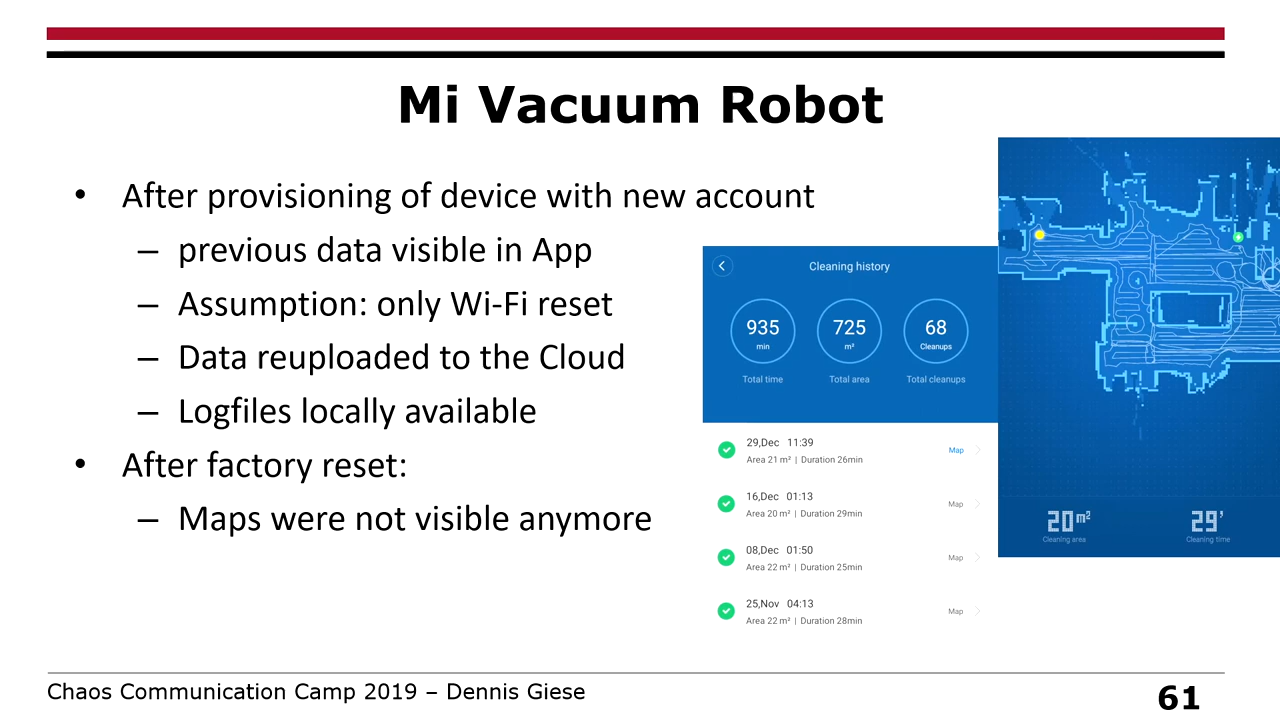 Mi Vacuum Robot
• After provisioning of device with new account
– previous data visible in App
– Assumption: only Wi-Fi reset
– Data reuploaded to the Cloud
– Logfiles locally available
• After factory reset:
– Maps were not visible anymore
Cleaning history
935 725 68
min m² Cleanups
Total time Total area Total cleanups
29,Dec 11:39
Area 21 m² | Duration 26min Map
16,Dec 01:13
Area 20 m² | Duration 29min Map
08,Dec 01:50
Area 22 m² | Duration 25min Map
25,Nov 04:13
Area 22 m² | Duration 28min Map
20m² 29'
Cleaning area Cleaning time
Chaos Communication Camp 2019 – Dennis Giese
61